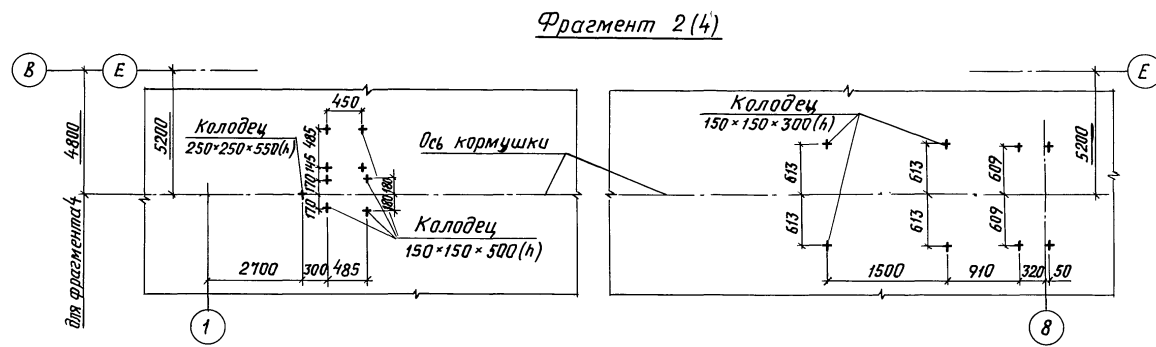 Фрагмент 2(4)
В
Е
Е
4800
5200
Колодец
250×250×550(h)
450
485
145
170
170
180
180
Ось кормушки
Колодец
150×150×500(h)
Колодец
150×150×300(h)
613
613
613
613
609
609
5200
2700
300
485
1500
910
320
50
для фрагмента 4
1
8